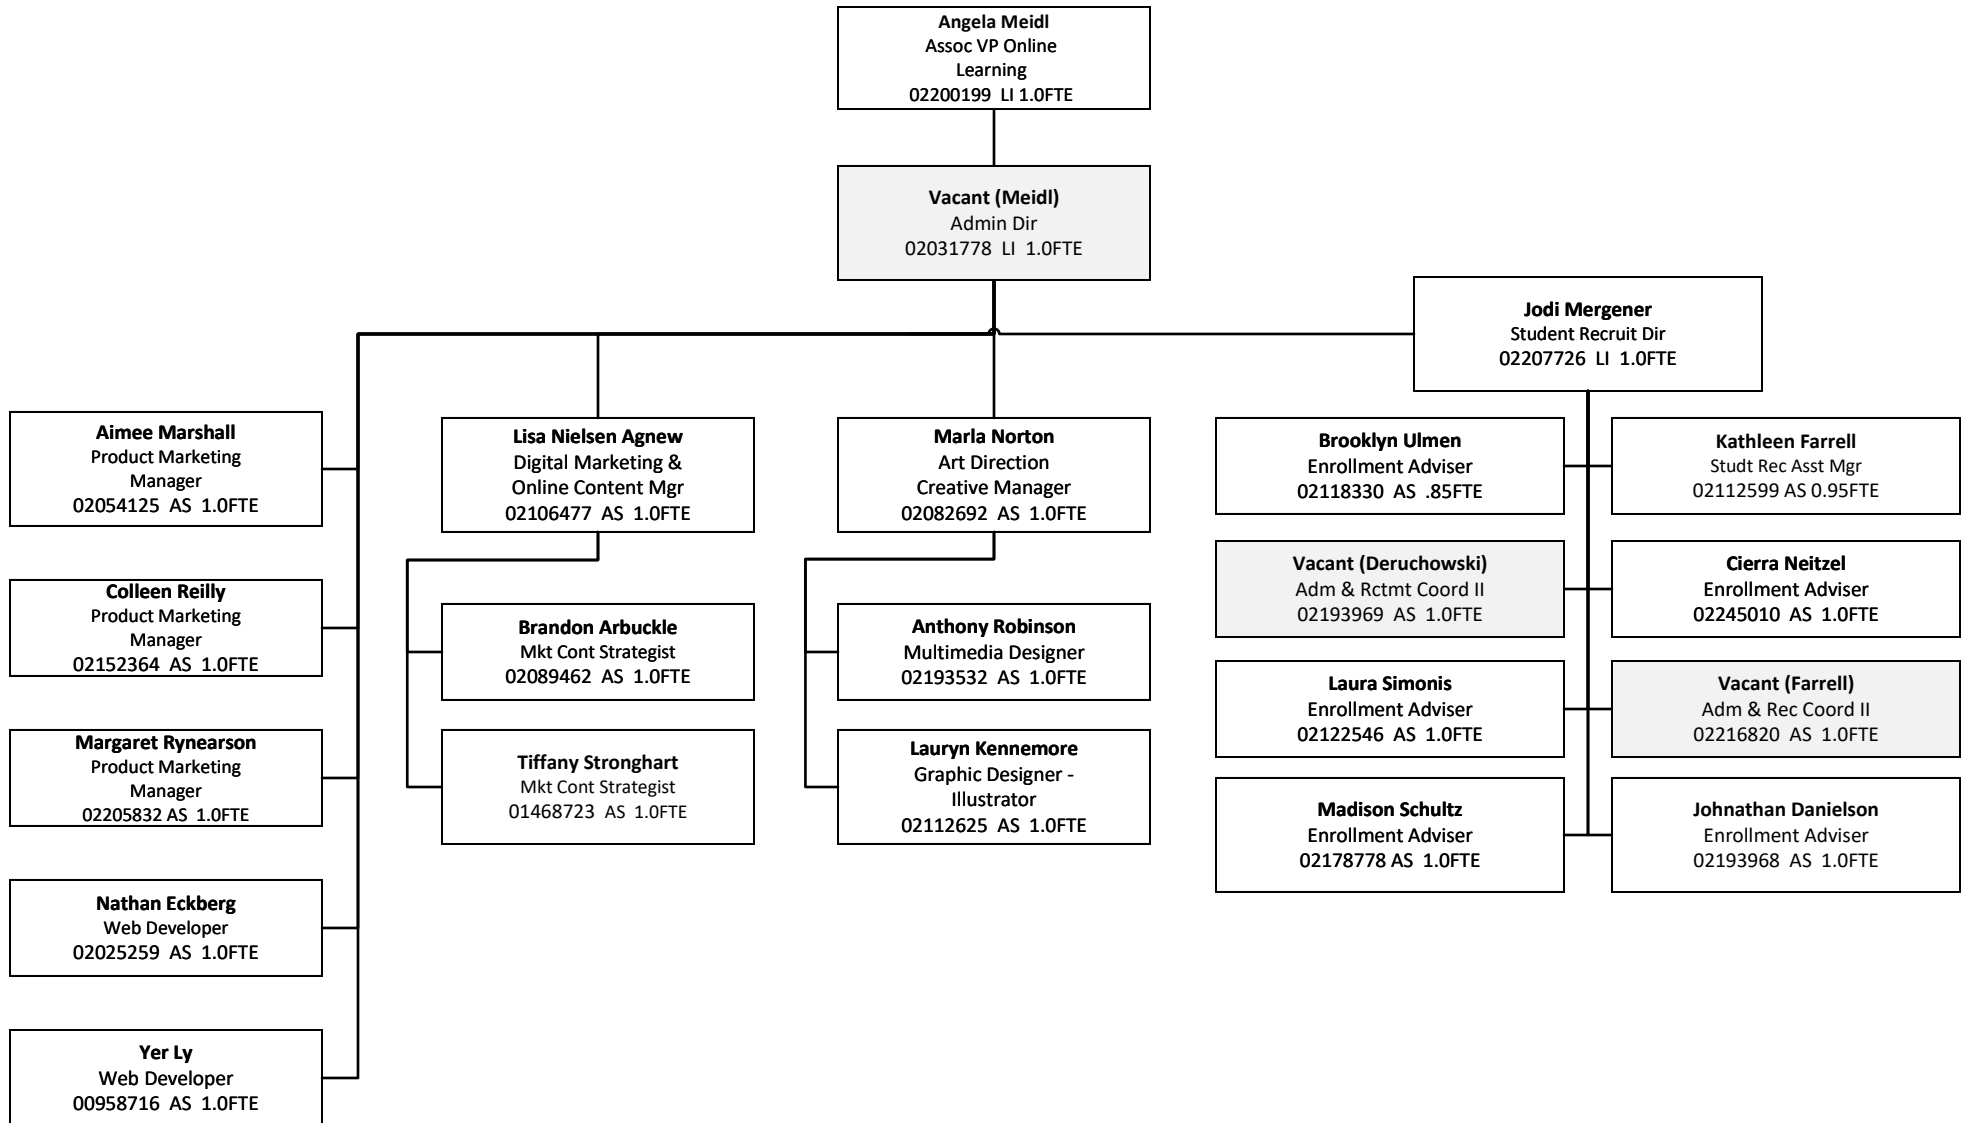 Angela Meidl
Assoc VP Online
Learning
02200199 LI 1.0FTE
Vacant (Meidl)
Admin Dir
02031778 LI 1.0FTE
Jodi Mergener
Student Recruit Dir
02207726 LI 1.0FTE
Aimee Marshall
Product Marketing
Manager
02054125 AS 1.0FTE
Colleen Reilly
Product Marketing
Manager
02152364 AS 1.0FTE
Margaret Rynearson
Product Marketing
Manager
02205832 AS 1.0FTE
Nathan Eckberg
Web Developer
02025259 AS 1.0FTE
Yer Ly
Web Developer
00958716 AS 1.0FTE
Lisa Nielsen Agnew
Digital Marketing &
Online Content Mgr
02106477 AS 1.0FTE
Brandon Arbuckle
Mkt Cont Strategist
02089462 AS 1.0FTE
Tiffany Stronghart
Mkt Cont Strategist
01468723 AS 1.0FTE
Marla Norton
Art Direction
Creative Manager
02082692 AS 1.0FTE
Anthony Robinson
Multimedia Designer
02193532 AS 1.0FTE
Lauryn Kennemore
Graphic Designer -
Illustrator
02112625 AS 1.0FTE
Brooklyn Ulmen
Enrollment Adviser
02118330 AS .85FTE
Kathleen Farrell
Studt Rec Asst Mgr
02112599 AS 0.95FTE
Vacant (Deruchowski)
Adm & Rctmt Coord II
02193969 AS 1.0FTE
Cierra Neitzel
Enrollment Adviser
02245010 AS 1.0FTE
Laura Simonis
Enrollment Adviser
02122546 AS 1.0FTE
Vacant (Farrell)
Adm & Rec Coord II
02216820 AS 1.0FTE
Madison Schultz
Enrollment Adviser
02178778 AS 1.0FTE
Johnathan Danielson
Enrollment Adviser
02193968 AS 1.0FTE